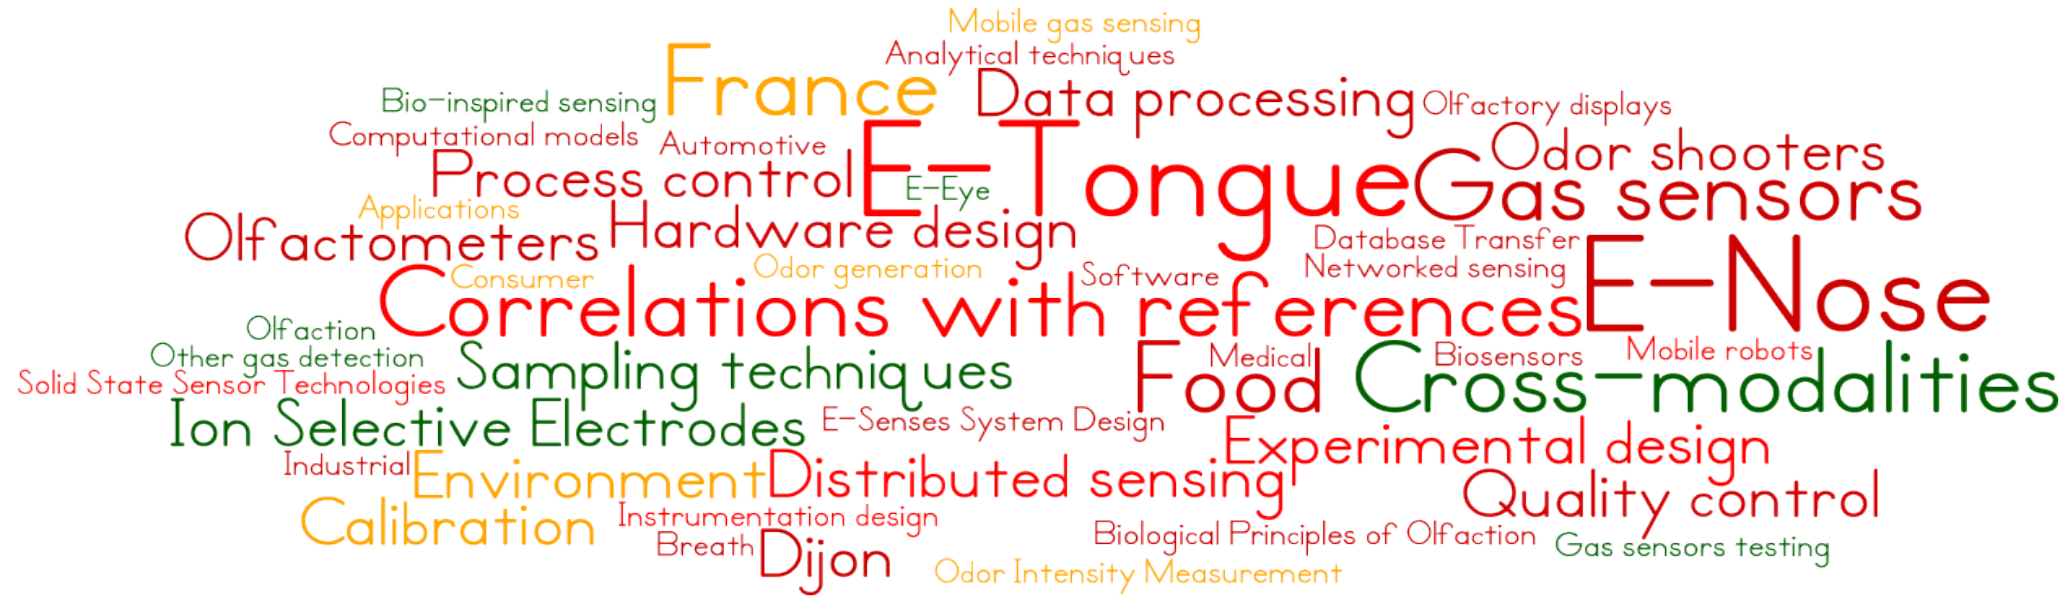 Mobile gas sensing
Analytical techniques
France
Data processing
Bio-inspired sensing
Olfactory displays
Computational models
Automotive
Odor shooters
Process control
E-Tongue
E-Eye
Gas sensors
Applications
Olfactometers
Hardware design
Database Transfer
Consumer
Odor generation
Software
Networked sensing
Correlations with references
E-Nose
Olfaction
Other gas detection
Sampling techniques
Food
Medical
Cross-modalities
Biosensors
Mobile robots
Solid State Sensor Technologies
Ion Selective Electrodes
E-Senses System Design
Experimental design
Industrial
Environment
Distributed sensing
Quality control
Calibration
Instrumentation design
Breath
Dijon
Biological Principles of Olfaction
Gas sensors testing
Odor Intensity Measurement